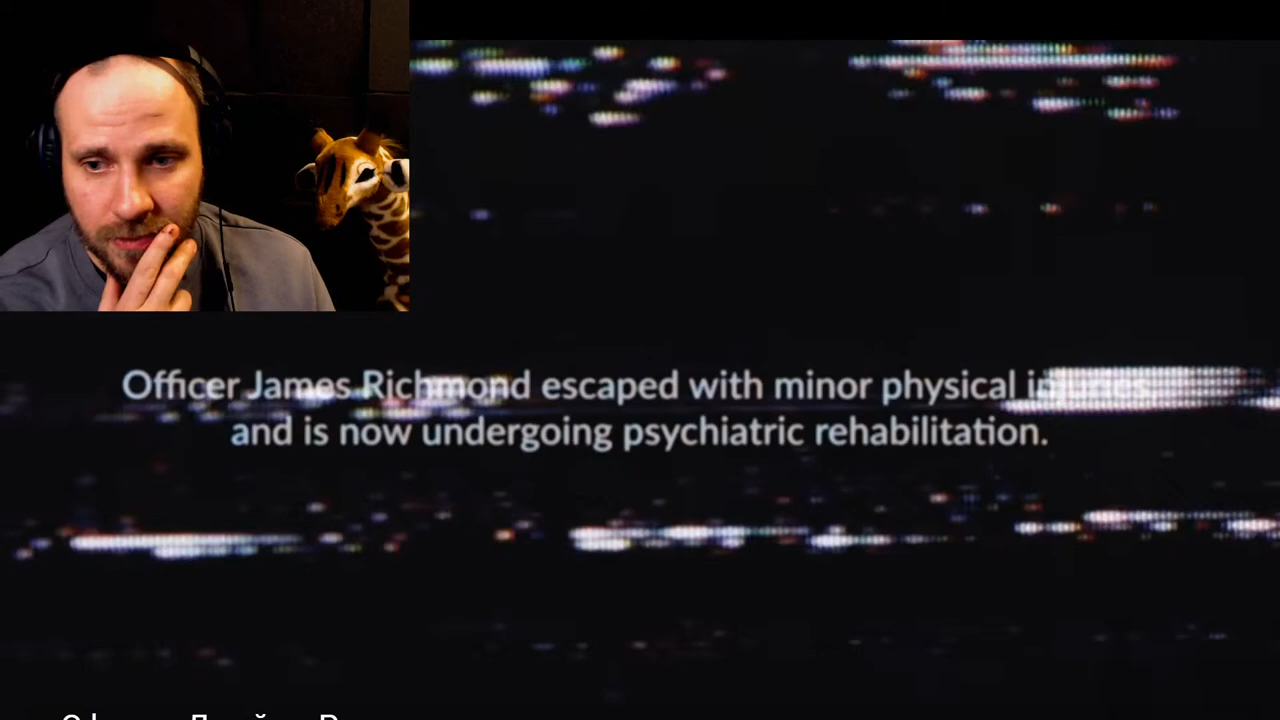 Officer James Richmond escaped with minor physical injuries
and is now undergoing psychiatric rehabilitation.